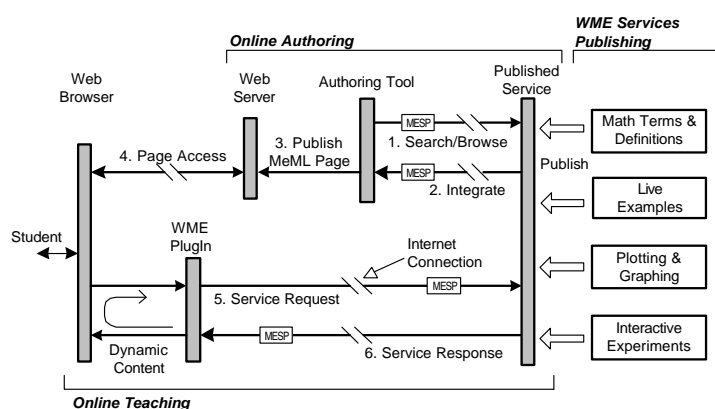 WME Services
Publishing
Online Authoring
Web
Browser
Web
Server
Authoring Tool
Published
Service
MESP
1. Search/Browse
Math Terms &
Definitions
3. Publish
MeML Page
4. Page Access
MESP
2. Integrate
Publish
Live
Examples
WME
PlugIn
Student
Internet
Connection
Plotting &
Graphing
5. Service Request
MESP
MESP
6. Service Response
Dynamic
Content
Interactive
Experiments
Online Teaching